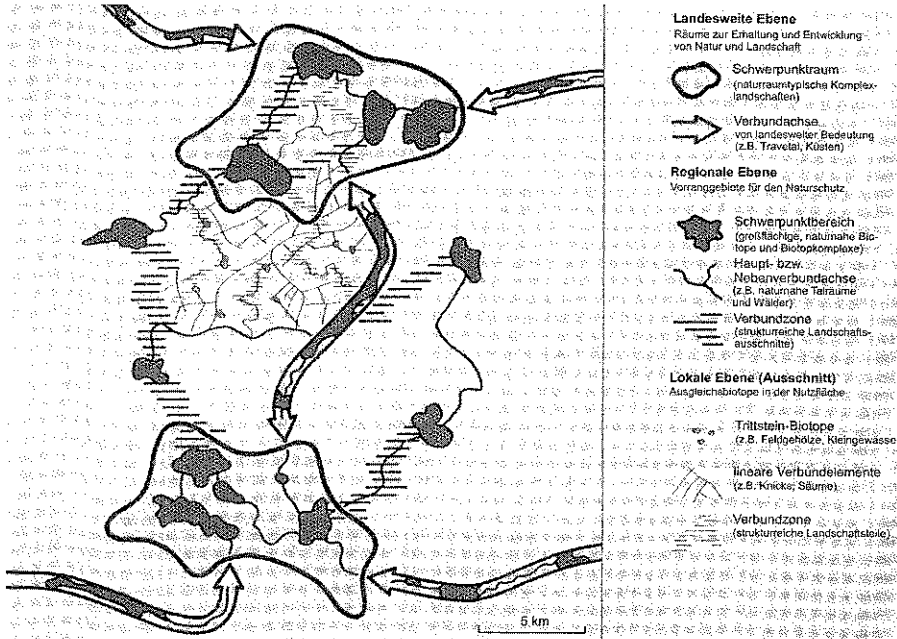 Landesweite Ebene
Räume zur Erhaltung und Entwicklung
von Natur und Landschaft
Schwerpunktraum
(naturraumtypische Komplex-
landschaften)
Verbundachse
von landesweiter Bedeutung
(z.B. Travetal, Küsten)
Regionale Ebene
Vorranggebiete für den Naturschutz
Schwerpunktbereich
(großflächige, naturnahe Bio-
tope und Biotopkomplexe)
Haupt- bzw.
Nebenverbundachse
(z.B. naturnahe Talräume
und Wälder)
Verbundzone
(strukturreiche Landschafts-
ausschnitte)
Lokale Ebene (Ausschnitt)
Ausgleichsbiotope in der Nutzfläche
Trittstein-Biotope
(z.B. Feldgehölze, Kleingewässe
lineare Verbundelemente
(z.B. Knicks, Säume)
Verbundzone
(strukturreiche Landschaftsteile)
5 km